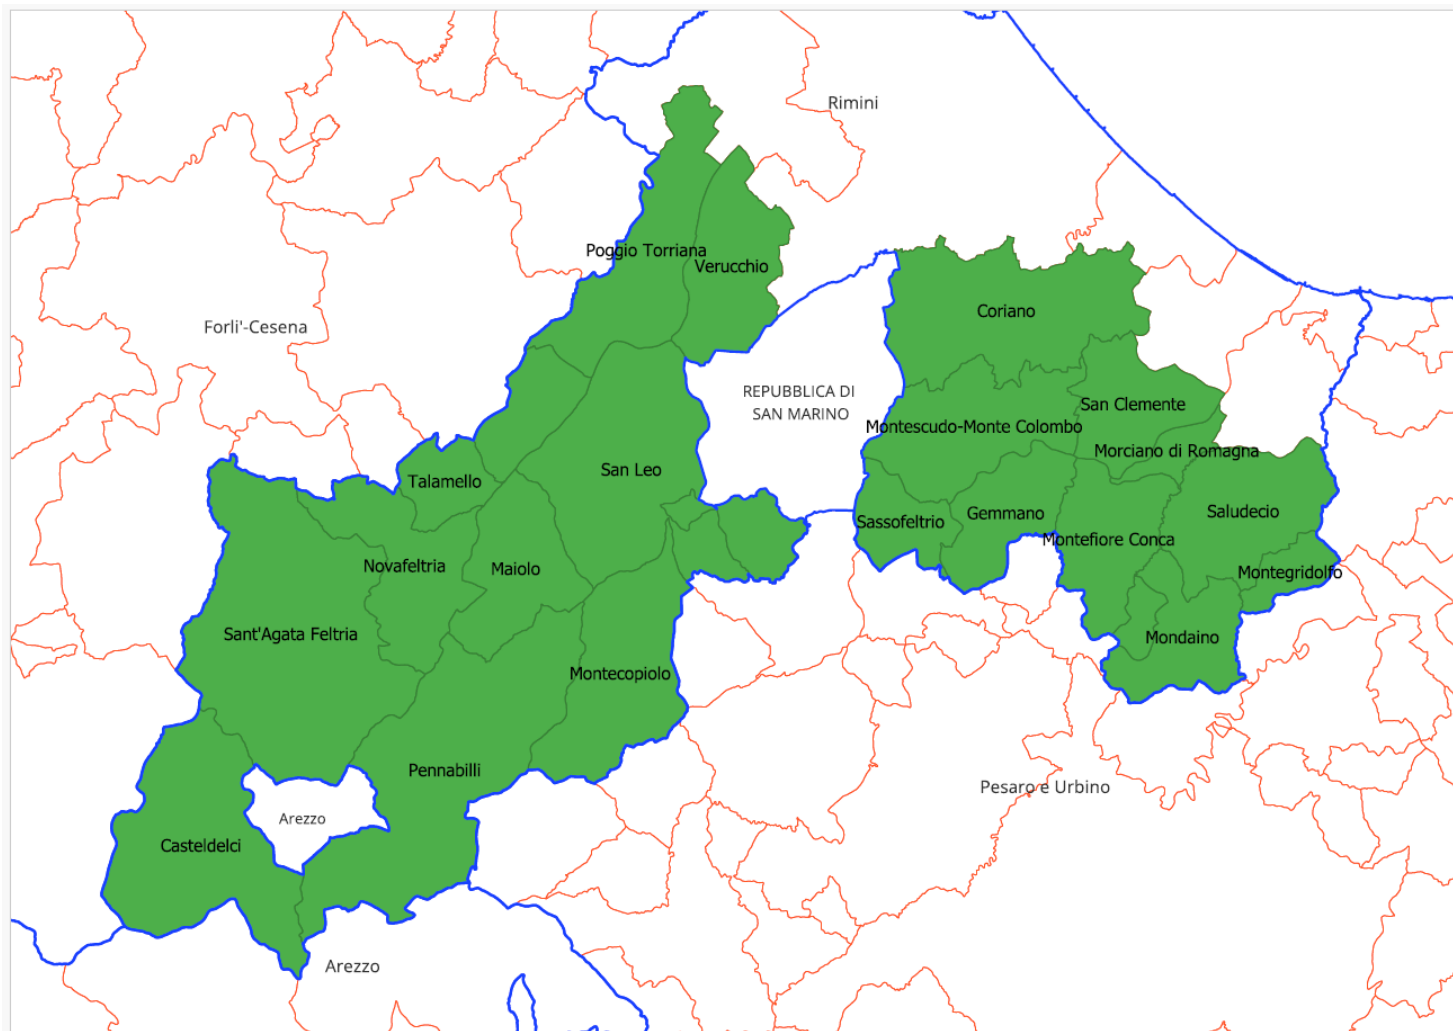 Rimini
Poggio Torriana
Verucchio
Coriano
Forli'-Cesena
REPUBBLICA DI
SAN MARINO
San Clemente
Montescudo-Monte Colombo
Morciano di Romagna
San Leo
Talamello
Saludecio
Gemmano
Sassofeltrio
Montefiore Conca
Novafeltria
Maiolo
Montegridolfo
Sant'Agata Feltria
Mondaino
Montecopiolo
Pennabilli
Pesaro e Urbino
Arezzo
Casteldelci
Arezzo